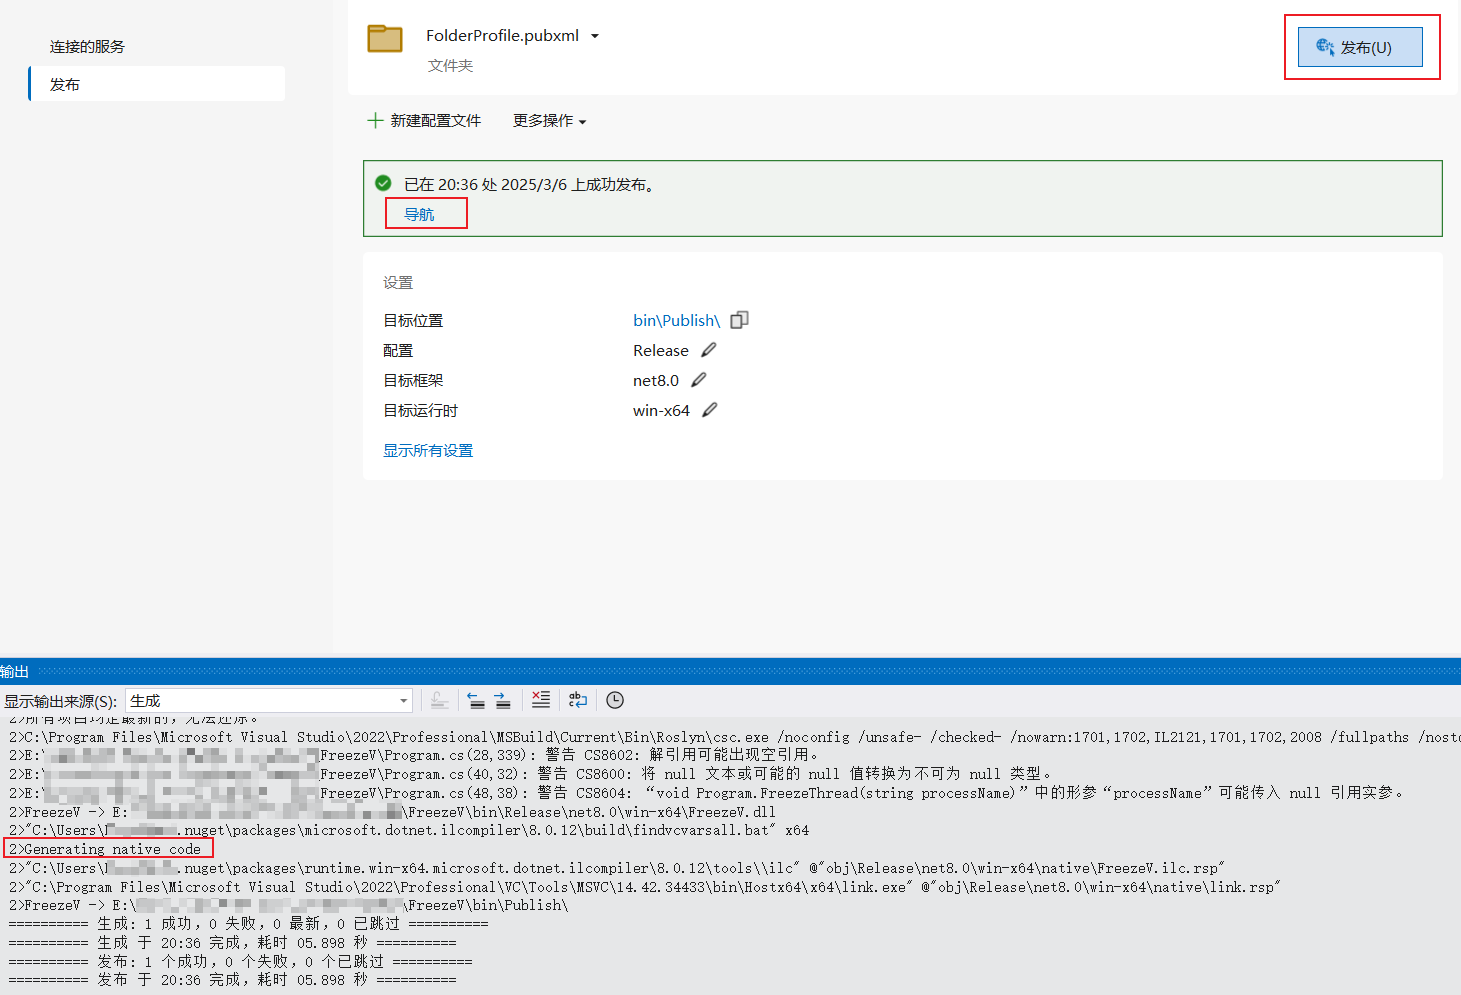 连接的服务
发布
FolderProfile.pubxml
文件夹
发布(U)
新建配置文件
更多操作
已在 20:36 处 2025/3/6 上成功发布。
导航
设置
目标位置 bin\Publish\
配置 Release
目标框架 net8.0
目标运行时 win-x64
显示所有设置
输出
显示输出来源(S): 生成
2>所有项目均是最新的，无法还原。
2>C:\Program Files\Microsoft Visual Studio\2022\Professional\MSBuild\Current\Bin\Roslyn\csc.exe /noconfig /unsafe- /checked- /nowarn:1701,1702,IL2121,1701,1702,2008 /fullpaths /nostd
2>E:\ FreezeV\Program.cs(28,339): 警告 CS8602: 解引用可能出现空引用。
2>E:\ FreezeV\Program.cs(40,32): 警告 CS8600: 将 null 文本或可能的 null 值转换为不可为 null 类型。
2>E:\ FreezeV\Program.cs(48,38): 警告 CS8604: “void Program.FreezeThread(string processName)”中的形参“processName”可能传入 null 引用实参。
2>FreezeV -> E: \FreezeV\bin\Release\net8.0\win-x64\FreezeV.dll
2>"C:\Users\ .nuget\packages\microsoft.dotnet.ilcompiler\8.0.12\build\findvcvarsall.bat" x64
2>Generating native code
2>"C:\Users\ .nuget\packages\runtime.win-x64.microsoft.dotnet.ilcompiler\8.0.12\tools\\ilc" @"obj\Release\net8.0\win-x64\native\FreezeV.ilc.rsp"
2>"C:\Program Files\Microsoft Visual Studio\2022\Professional\VC\Tools\MSVC\14.42.34433\bin\Hostx64\x64\link.exe" @"obj\Release\net8.0\win-x64\native\link.rsp"
2>FreezeV -> E:\ \FreezeV\bin\Publish\
========== 生成: 1 成功，0 失败，0 最新，0 已跳过 ==========
========== 生成 于 20:36 完成，耗时 05.898 秒 ==========
========== 发布: 1 个成功，0 个失败，0 个已跳过 ==========
========== 发布 于 20:36 完成，耗时 05.898 秒 ==========